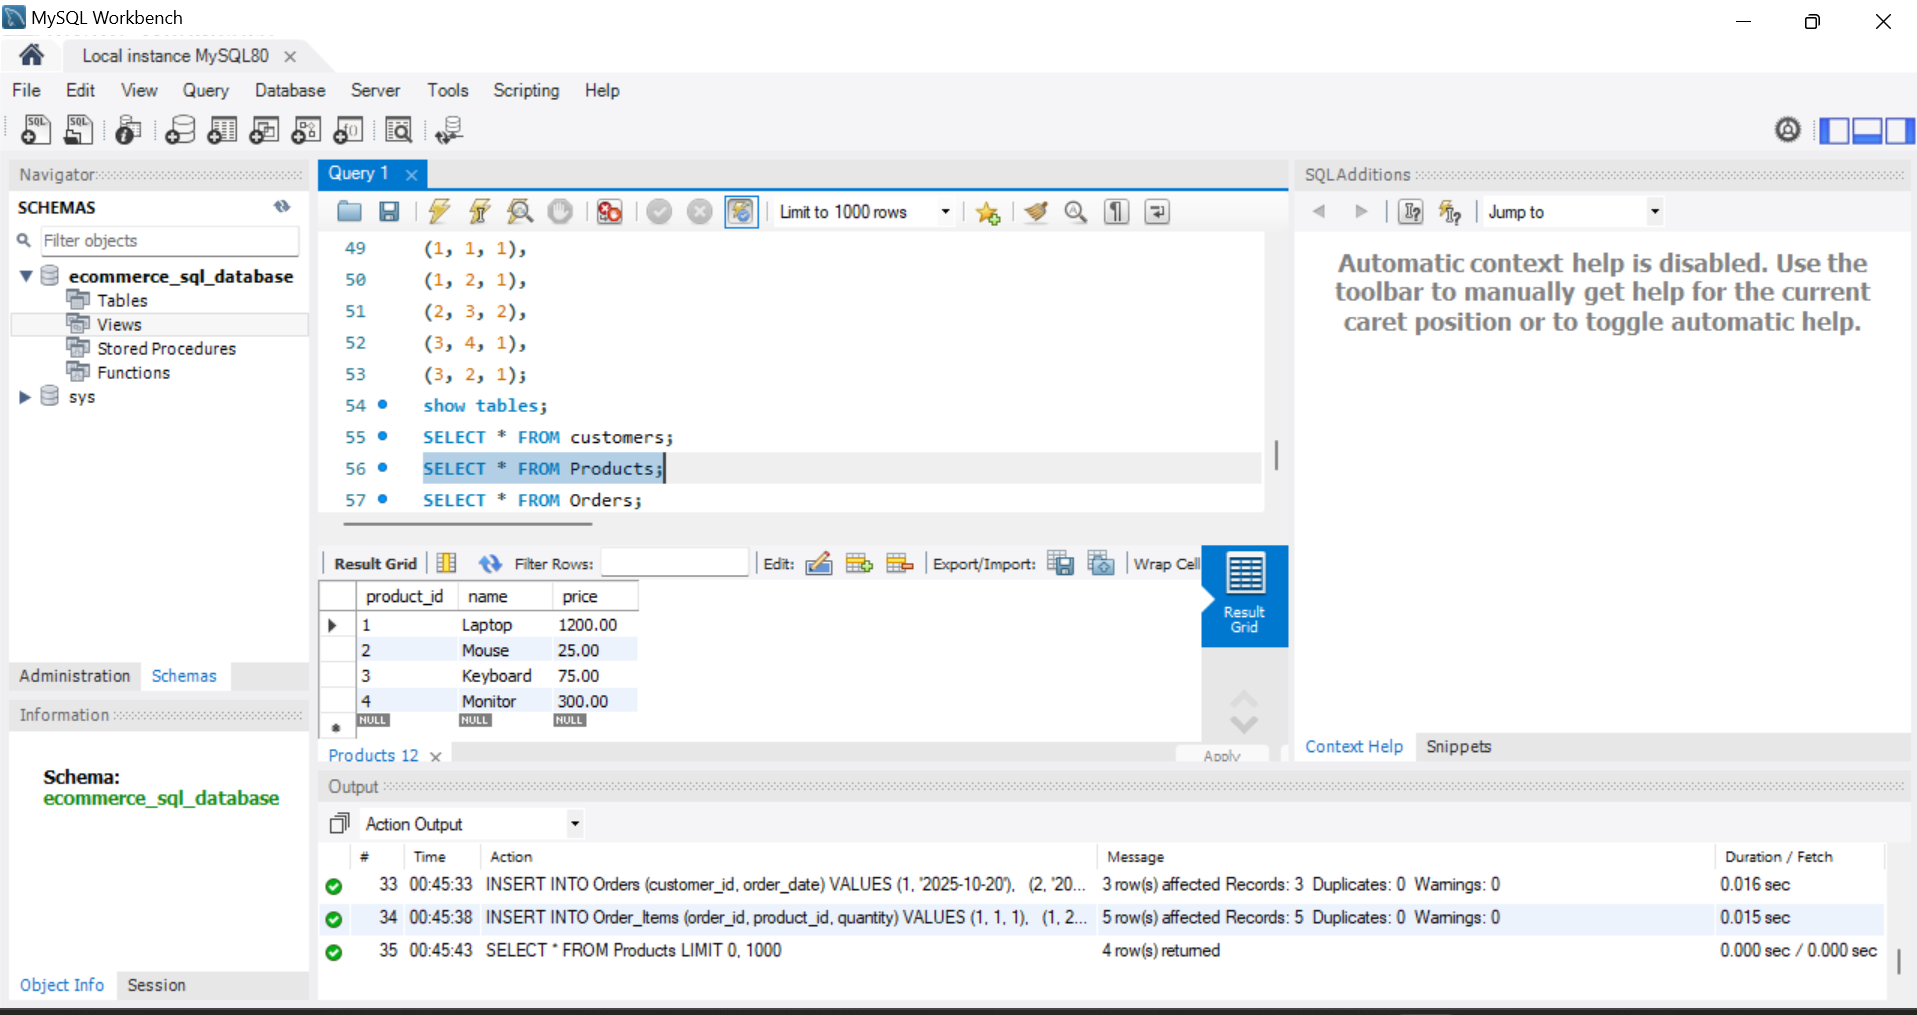 MySQL Workbench
Local instance MySQL80
File Edit View Query Database Server Tools Scripting Help
Navigator
SCHEMAS
Filter objects
ecommerce_sql_database
Tables
Views
Stored Procedures
Functions
sys
Administration Schemas
Information
Schema:
ecommerce_sql_database
Object Info Session
Query 1
Limit to 1000 rows
49 (1, 1, 1),
50 (1, 2, 1),
51 (2, 3, 2),
52 (3, 4, 1),
53 (3, 2, 1);
54 show tables;
55 SELECT * FROM customers;
56 SELECT * FROM Products;
57 SELECT * FROM Orders;
Result Grid Filter Rows: Edit: Export/Import: Wrap Cell
product_id name price
1 Laptop 1200.00
2 Mouse 25.00
3 Keyboard 75.00
4 Monitor 300.00
NULL NULL NULL
Result
Grid
Products 12
Apply
SQLAdditions
Jump to
Automatic context help is disabled. Use the
toolbar to manually get help for the current
caret position or to toggle automatic help.
Context Help Snippets
Output
Action Output
# Time Action Message Duration / Fetch
33 00:45:33 INSERT INTO Orders (customer_id, order_date) VALUES (1, '2025-10-20'), (2, '20... 3 row(s) affected Records: 3 Duplicates: 0 Warnings: 0 0.016 sec
34 00:45:38 INSERT INTO Order_Items (order_id, product_id, quantity) VALUES (1, 1, 1), (1, 2... 5 row(s) affected Records: 5 Duplicates: 0 Warnings: 0 0.015 sec
35 00:45:43 SELECT * FROM Products LIMIT 0, 1000 4 row(s) returned 0.000 sec / 0.000 sec